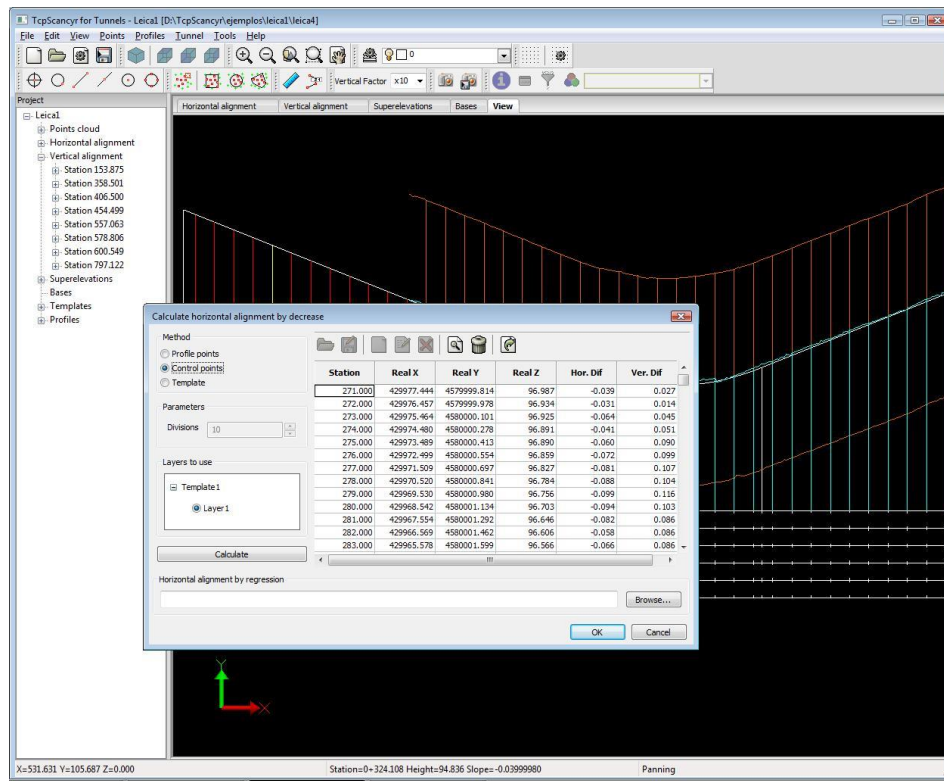 TcpScancyr for Tunnels - Leica1 [D:\TcpScancyr\ejemplos\leica1\leica4]
File Edit View Points Profiles Tunnel Tools Help
0
Vertical Factor x10
Project
Horizontal alignment Vertical alignment Superelevations Bases View
Leica1
Points cloud
Horizontal alignment
Vertical alignment
Station 153.875
Station 358.501
Station 406.500
Station 454.499
Station 557.063
Station 578.806
Station 600.549
Station 797.122
Superelevations
Bases
Templates
Profiles
Calculate horizontal alignment by decrease
Method
Profile points
Control points
Template
Parameters
Divisions 10
Layers to use
Template1
Layer1
Calculate
Station Real X Real Y Real Z Hor. Dif Ver. Dif
271.000 429977.444 4579999.814 96.987 -0.039 0.027
272.000 429976.457 4579999.978 96.934 -0.031 0.014
273.000 429975.464 4580000.101 96.925 -0.064 0.045
274.000 429974.480 4580000.278 96.891 -0.041 0.051
275.000 429973.489 4580000.413 96.890 -0.060 0.090
276.000 429972.499 4580000.554 96.859 -0.072 0.099
277.000 429971.509 4580000.697 96.827 -0.081 0.107
278.000 429970.520 4580000.841 96.784 -0.088 0.104
279.000 429969.530 4580000.980 96.756 -0.099 0.116
280.000 429968.542 4580001.134 96.703 -0.094 0.103
281.000 429967.554 4580001.292 96.646 -0.082 0.086
282.000 429966.569 4580001.462 96.606 -0.058 0.086
283.000 429965.578 4580001.599 96.566 -0.066 0.086
Horizontal alignment by regression
Browse...
OK Cancel
Y
X
X=531.631 Y=105.687 Z=0.000 Station=0+324.108 Height=94.836 Slope=-0.03999980 Panning